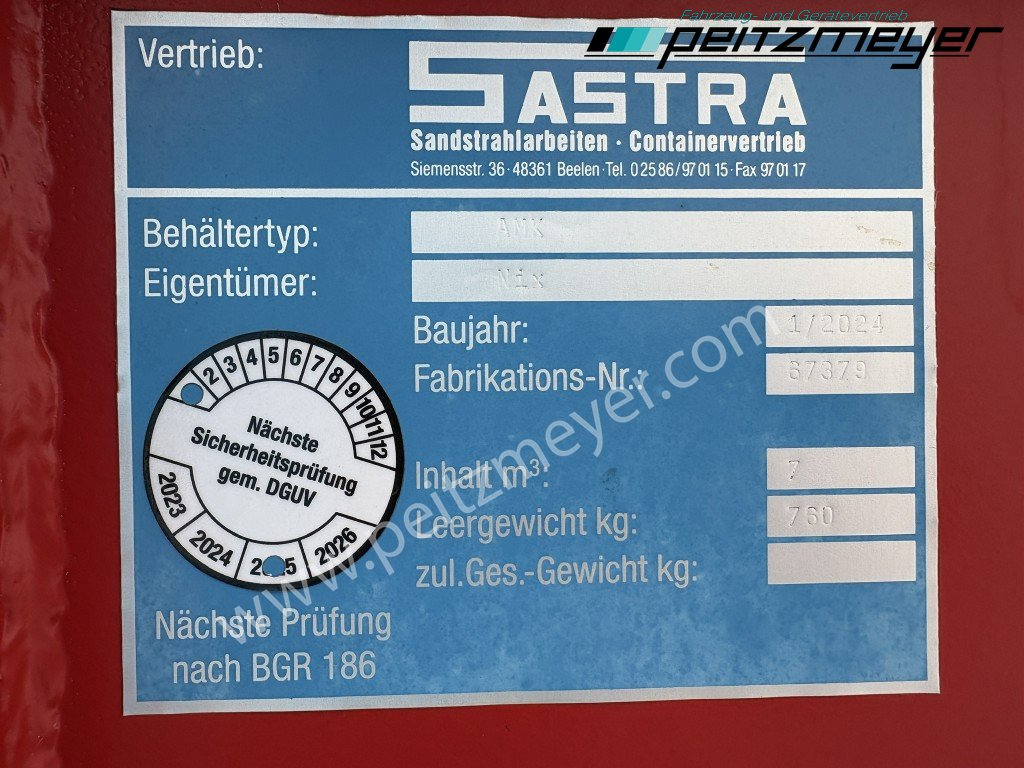 Fahrzeug- und Gerätevertrieb
peitzmeyer
Vertrieb:
SASTRA
Sandstrahlarbeiten · Containervertrieb
Siemensstr. 36 · 48361 Beelen · Tel. 0 25 86 / 97 01 15 · Fax 97 01 17
Behältertyp: AMK
Eigentümer: Nix
Baujahr: 1/2024
Fabrikations-Nr.: 67379
2 3 4 5 6 7 8 9 10 11 12
Nächste
Sicherheitsprüfung
gem. DGUV
2023 2024 2 5 2026
Inhalt m³: 7
Leergewicht kg: 760
zul.Ges.-Gewicht kg:
Nächste Prüfung
nach BGR 186
www.peitzmeyer.com